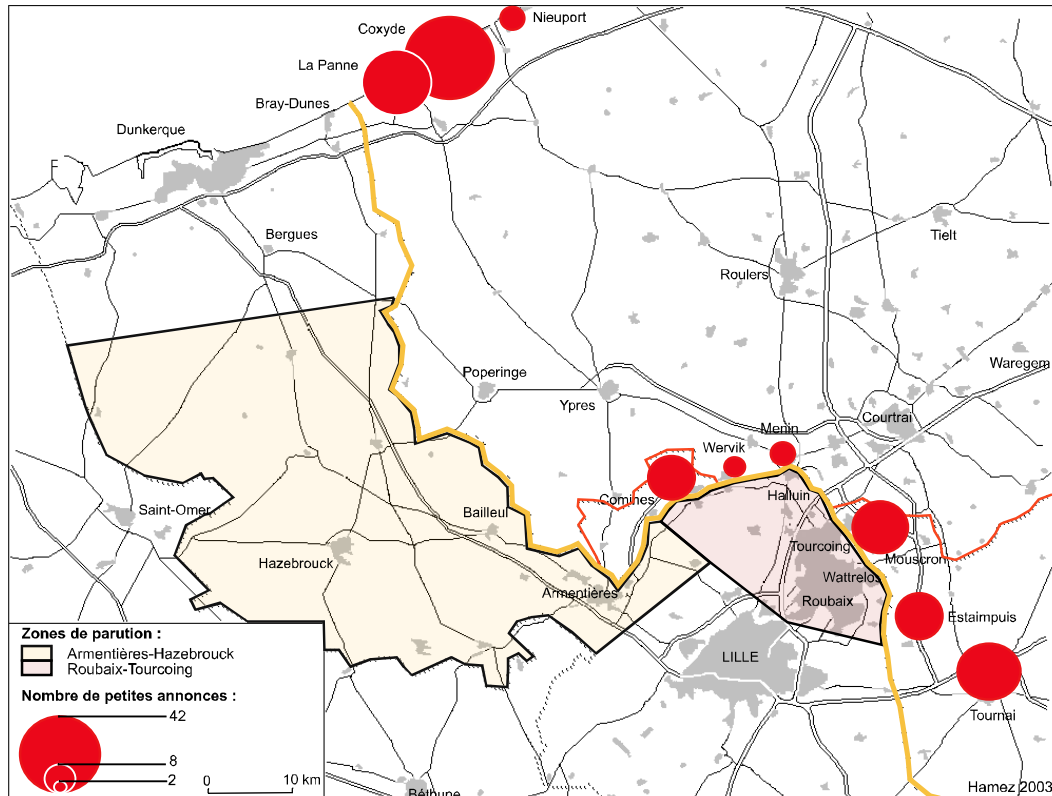 Nieuport
Coxyde
La Panne
Bray-Dunes
Dunkerque
Bergues
Tielt
Roulers
Waregem
Poperinge
Ypres
Courtrai
Menin
Wervik
Comines
Halluin
Saint-Omer
Bailleul
Tourcoing
Mouscron
Hazebrouck
Wattrelos
Armentières
Roubaix
Estaimpuis
LILLE
Tournai
Béthune
Zones de parution :
Armentières-Hazebrouck
Roubaix-Tourcoing
Nombre de petites annonces :
42
8
2
0 10 km
Hamez 2003